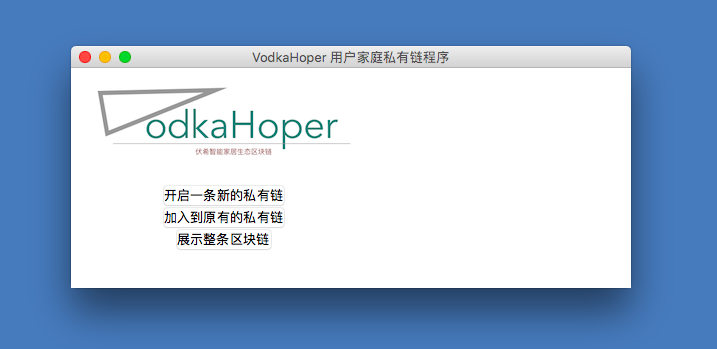 VodkaHoper 用户家庭私有链程序
VodkaHoper
伏希智能家居生态区块链
开启一条新的私有链
加入到原有的私有链
展示整条区块链